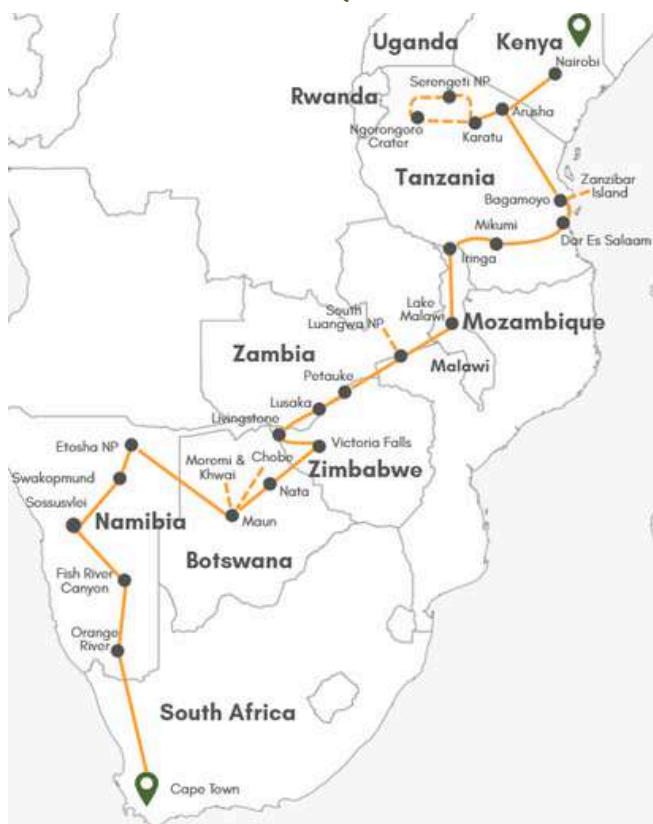 Uganda
Kenya
Nairobi
Serengeti NP
Rwanda
Arusha
Ngorongoro
Crater
Karatu
Tanzania
Zanzibar
Island
Bagamoyo
Mikumi
Dar Es Salaam
Iringa
Lake
Malawi
South
Luangwa NP
Mozambique
Zambia
Malawi
Petauke
Lusaka
Livingstone
Etosha NP
Moromi &
Khwai
Chobe
Victoria Falls
Zimbabwe
Swakopmund
Nata
Sossusvlei
Namibia
Maun
Botswana
Fish River
Canyon
Orange
River
South Africa
Cape Town